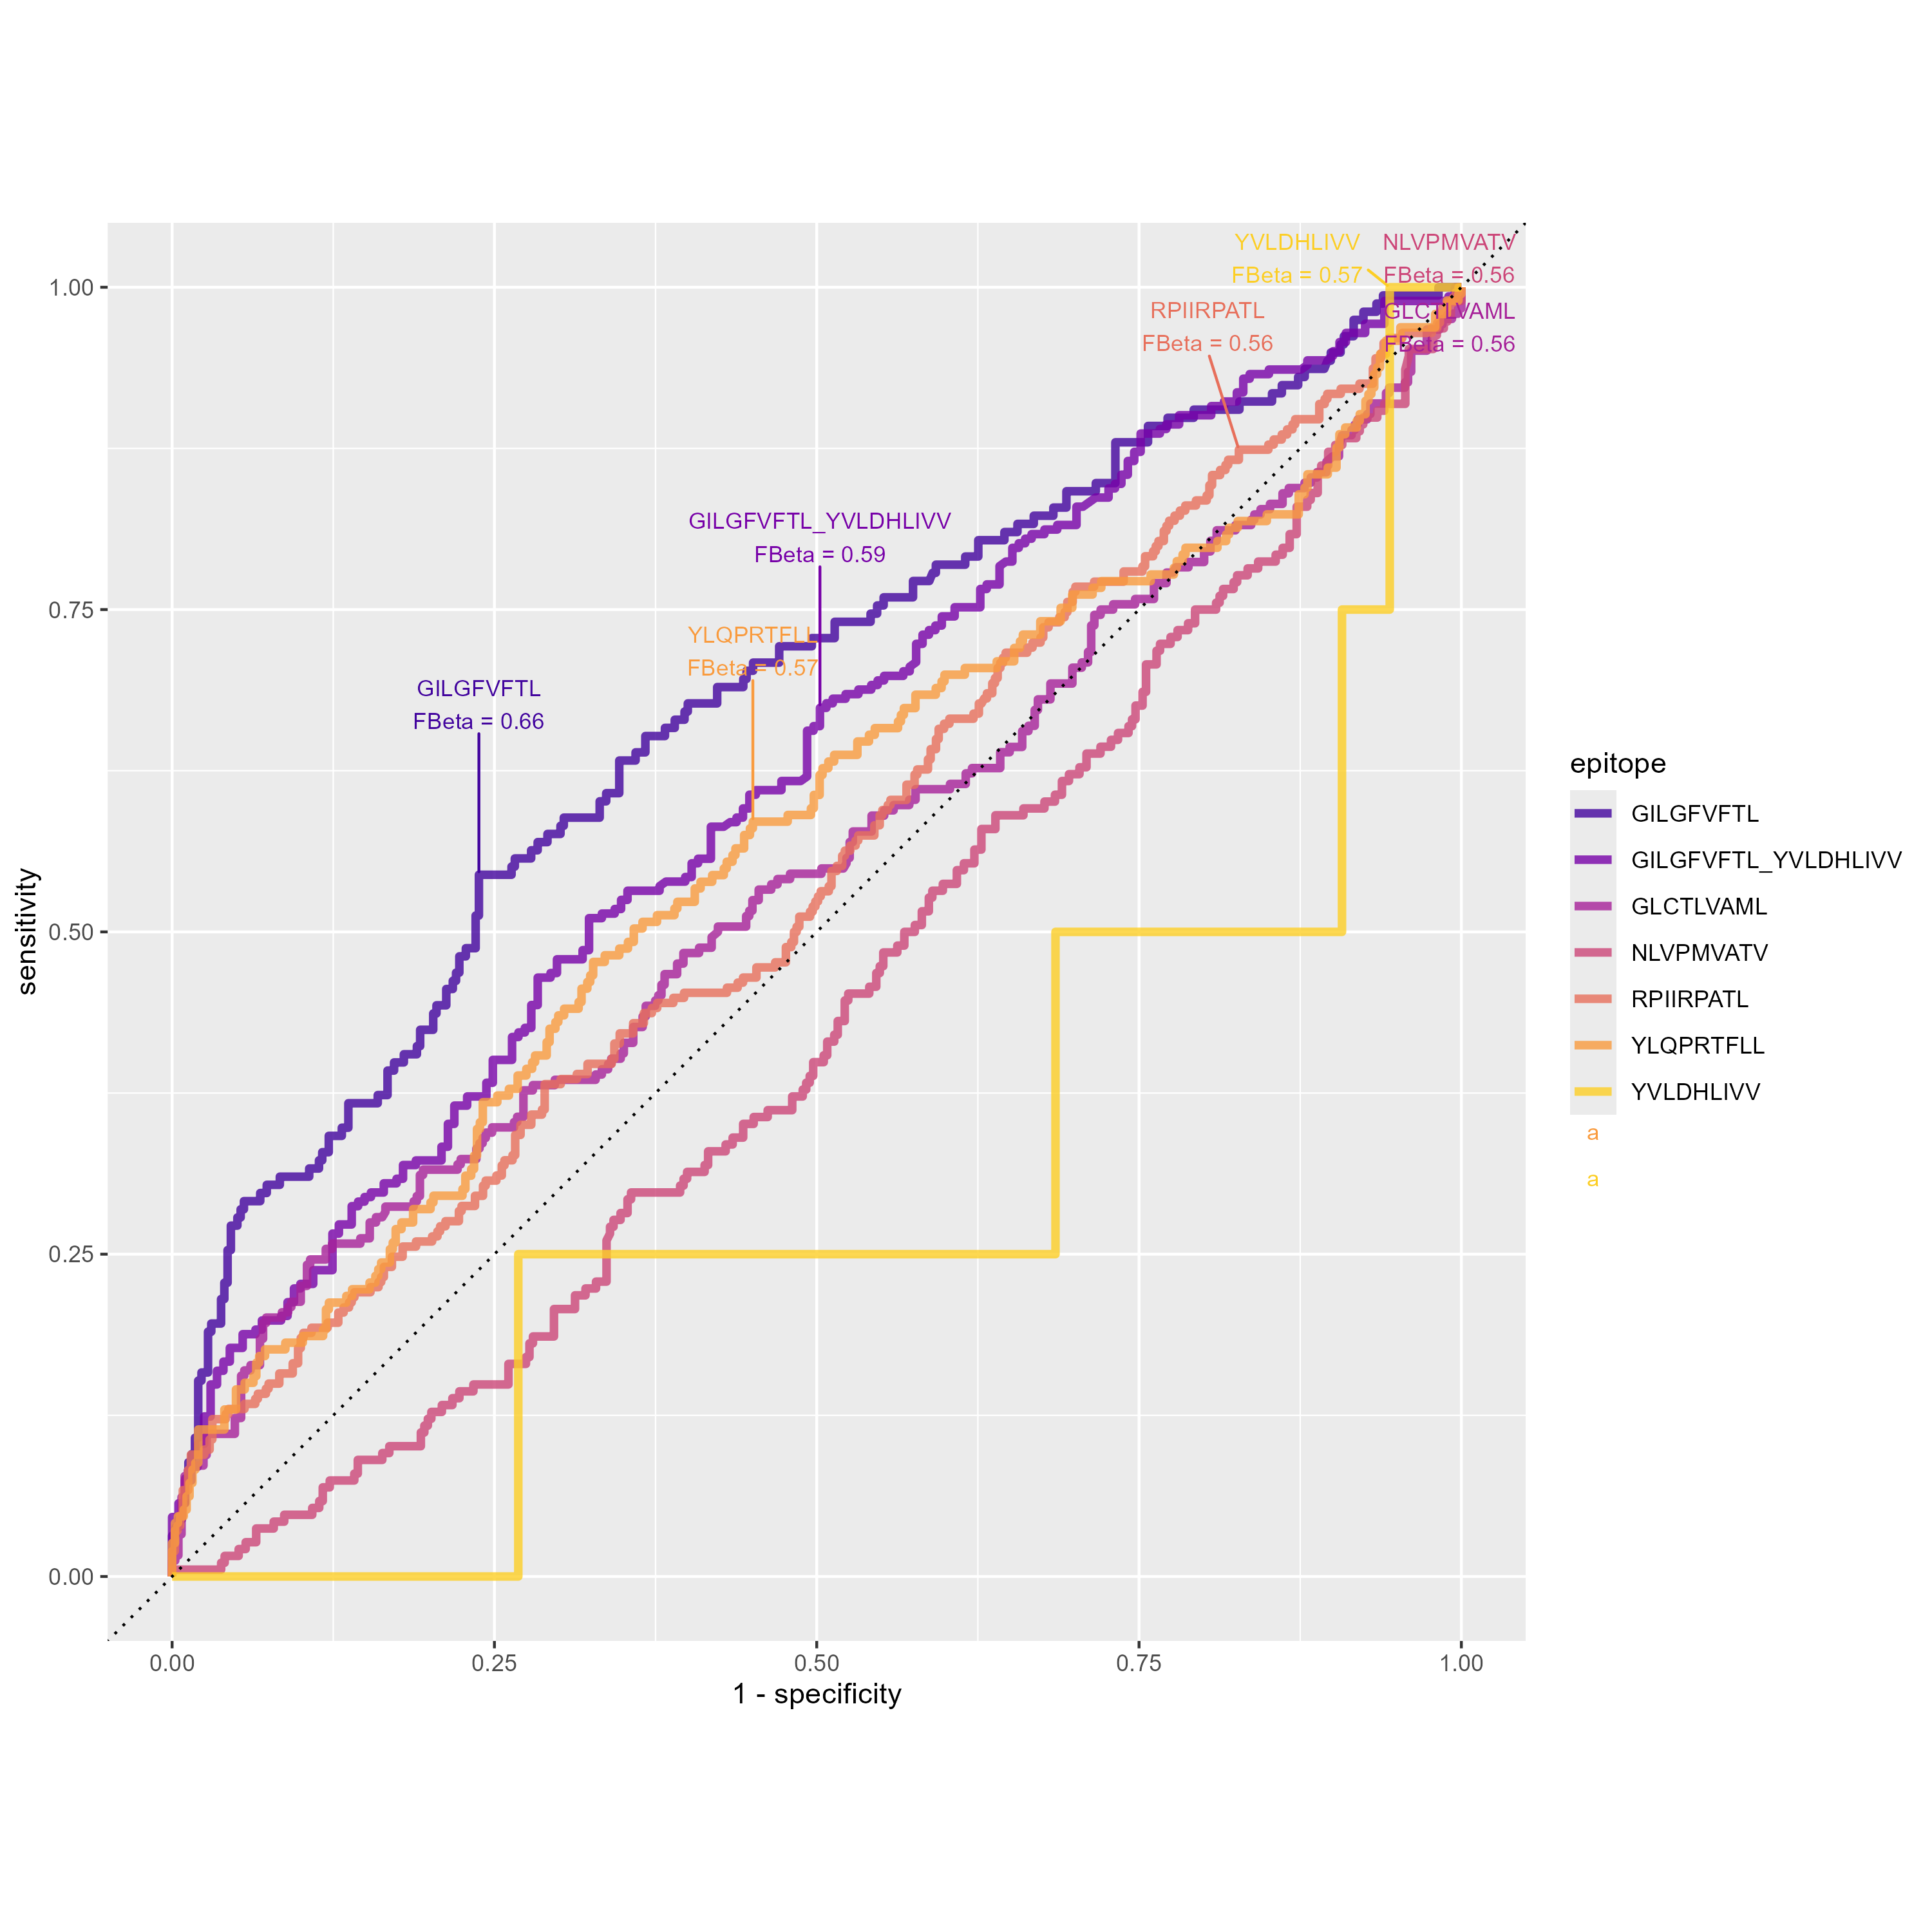 YVLDHLIVV
FBeta = 0.57
NLVPMVATV
FBeta = 0.56
RPIIRPATL
FBeta = 0.56
GLCTLVAML
FBeta = 0.56
GILGFVFTL_YVLDHLIVV
FBeta = 0.59
YLQPRTFLL
FBeta = 0.57
GILGFVFTL
FBeta = 0.66
1.00
0.75
0.50
0.25
0.00
sensitivity
0.00
0.25
0.50
0.75
1.00
1 - specificity
epitope
GILGFVFTL
GILGFVFTL_YVLDHLIVV
GLCTLVAML
NLVPMVATV
RPIIRPATL
YLQPRTFLL
YVLDHLIVV
a
a